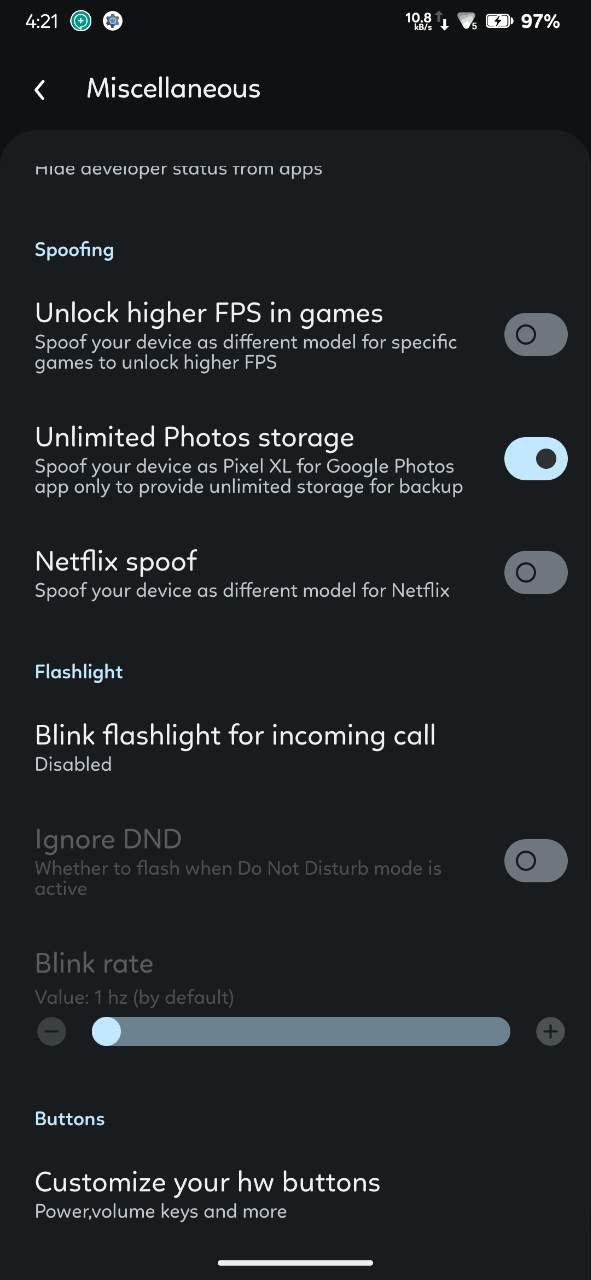 4:21
10.8
kB/s
5
97%
Miscellaneous
Hide developer status from apps
Spoofing
Unlock higher FPS in games
Spoof your device as different model for specific
games to unlock higher FPS
Unlimited Photos storage
Spoof your device as Pixel XL for Google Photos
app only to provide unlimited storage for backup
Netflix spoof
Spoof your device as different model for Netflix
Flashlight
Blink flashlight for incoming call
Disabled
Ignore DND
Whether to flash when Do Not Disturb mode is
active
Blink rate
Value: 1 hz (by default)
Buttons
Customize your hw buttons
Power,volume keys and more